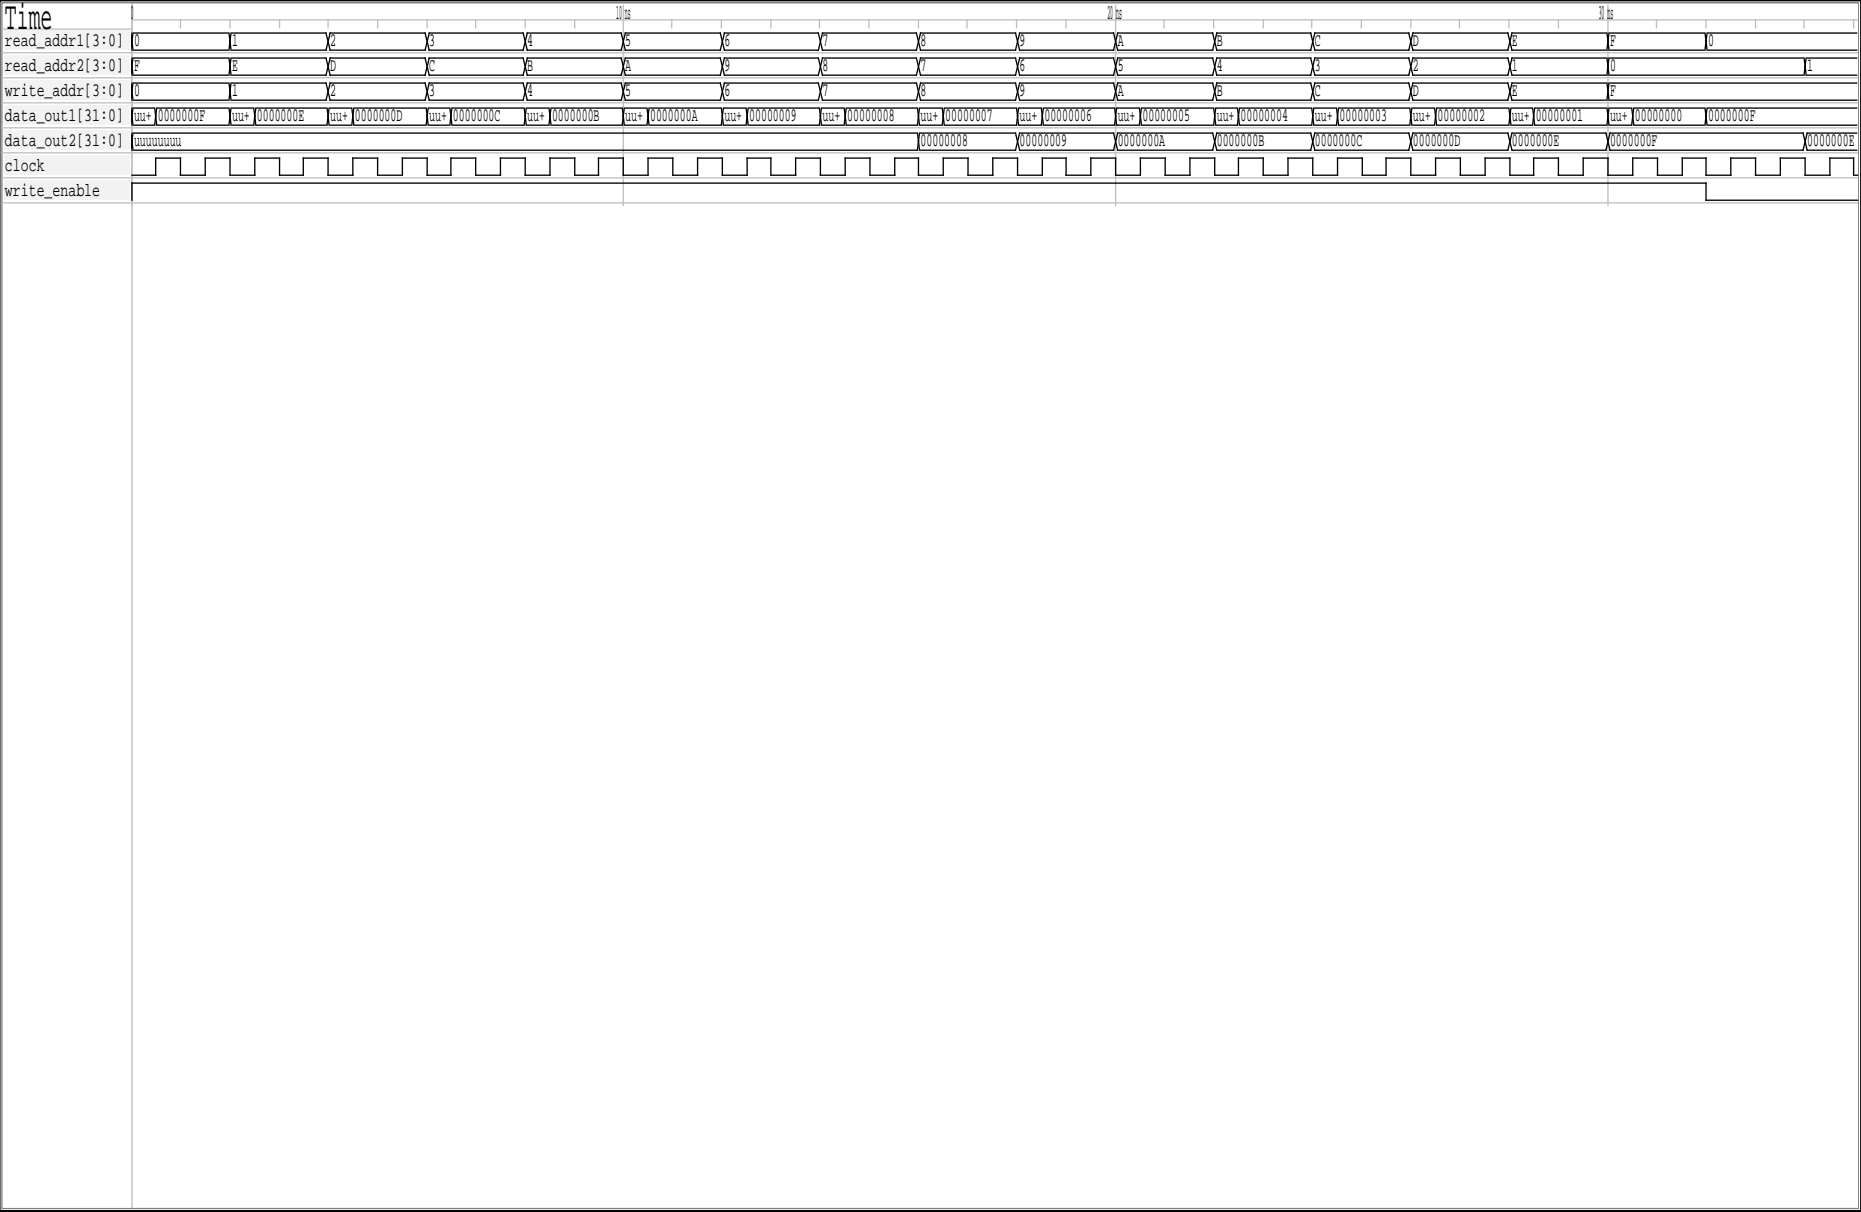 Time 0 10 ns 20 ns 30 ns
read_addr1[3:0] 0 1 2 3 4 5 6 7 8 9 A B C D E F 0
read_addr2[3:0] F E D C B A 9 8 7 6 5 4 3 2 1 0 1
write_addr[3:0] 0 1 2 3 4 5 6 7 8 9 A B C D E F
data_out1[31:0] uu+ 0000000F uu+ 0000000E uu+ 0000000D uu+ 0000000C uu+ 0000000B uu+ 0000000A uu+ 00000009 uu+ 00000008 uu+ 00000007 uu+ 00000006 uu+ 00000005 uu+ 00000004 uu+ 00000003 uu+ 00000002 uu+ 00000001 uu+ 00000000 0000000F
data_out2[31:0] uuuuuuuu 00000008 00000009 0000000A 0000000B 0000000C 0000000D 0000000E 0000000F 0000000E
clock
write_enable